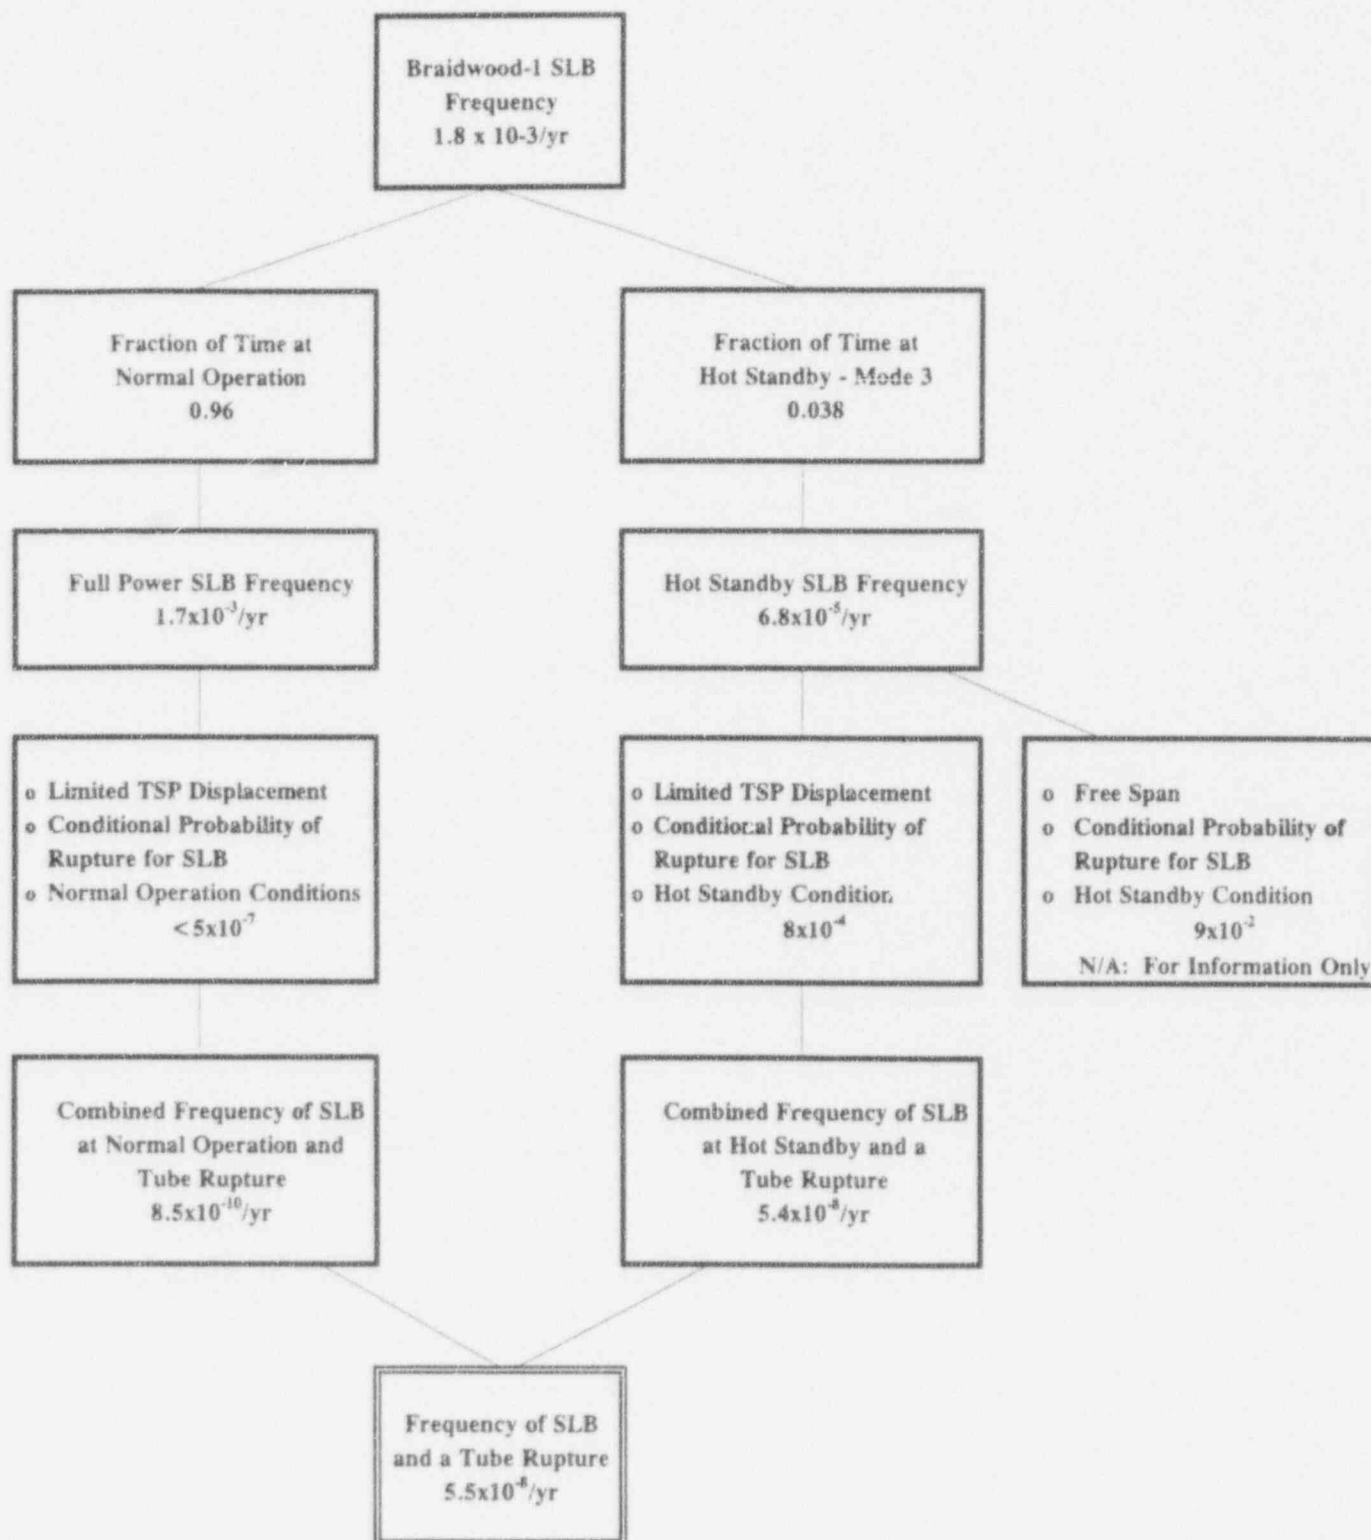 Braidwood-1 SLB
Frequency
1.8 x 10-3/yr
Fraction of Time at
Normal Operation
0.96
Fraction of Time at
Hot Standby - Mode 3
0.038
Full Power SLB Frequency
1.7x10⁻³/yr
Hot Standby SLB Frequency
6.8x10⁻⁵/yr
o Limited TSP Displacement
o Conditional Probability of
Rupture for SLB
o Normal Operation Conditions
<5x10⁻⁷
o Limited TSP Displacement
o Conditional Probability of
Rupture for SLB
o Hot Standby Condition
8x10⁻⁴
o Free Span
o Conditional Probability of
Rupture for SLB
o Hot Standby Condition
9x10⁻²
N/A: For Information Only
Combined Frequency of SLB
at Normal Operation and
Tube Rupture
8.5x10⁻¹⁰/yr
Combined Frequency of SLB
at Hot Standby and a
Tube Rupture
5.4x10⁻⁸/yr
Frequency of SLB
and a Tube Rupture
5.5x10⁻⁸/yr